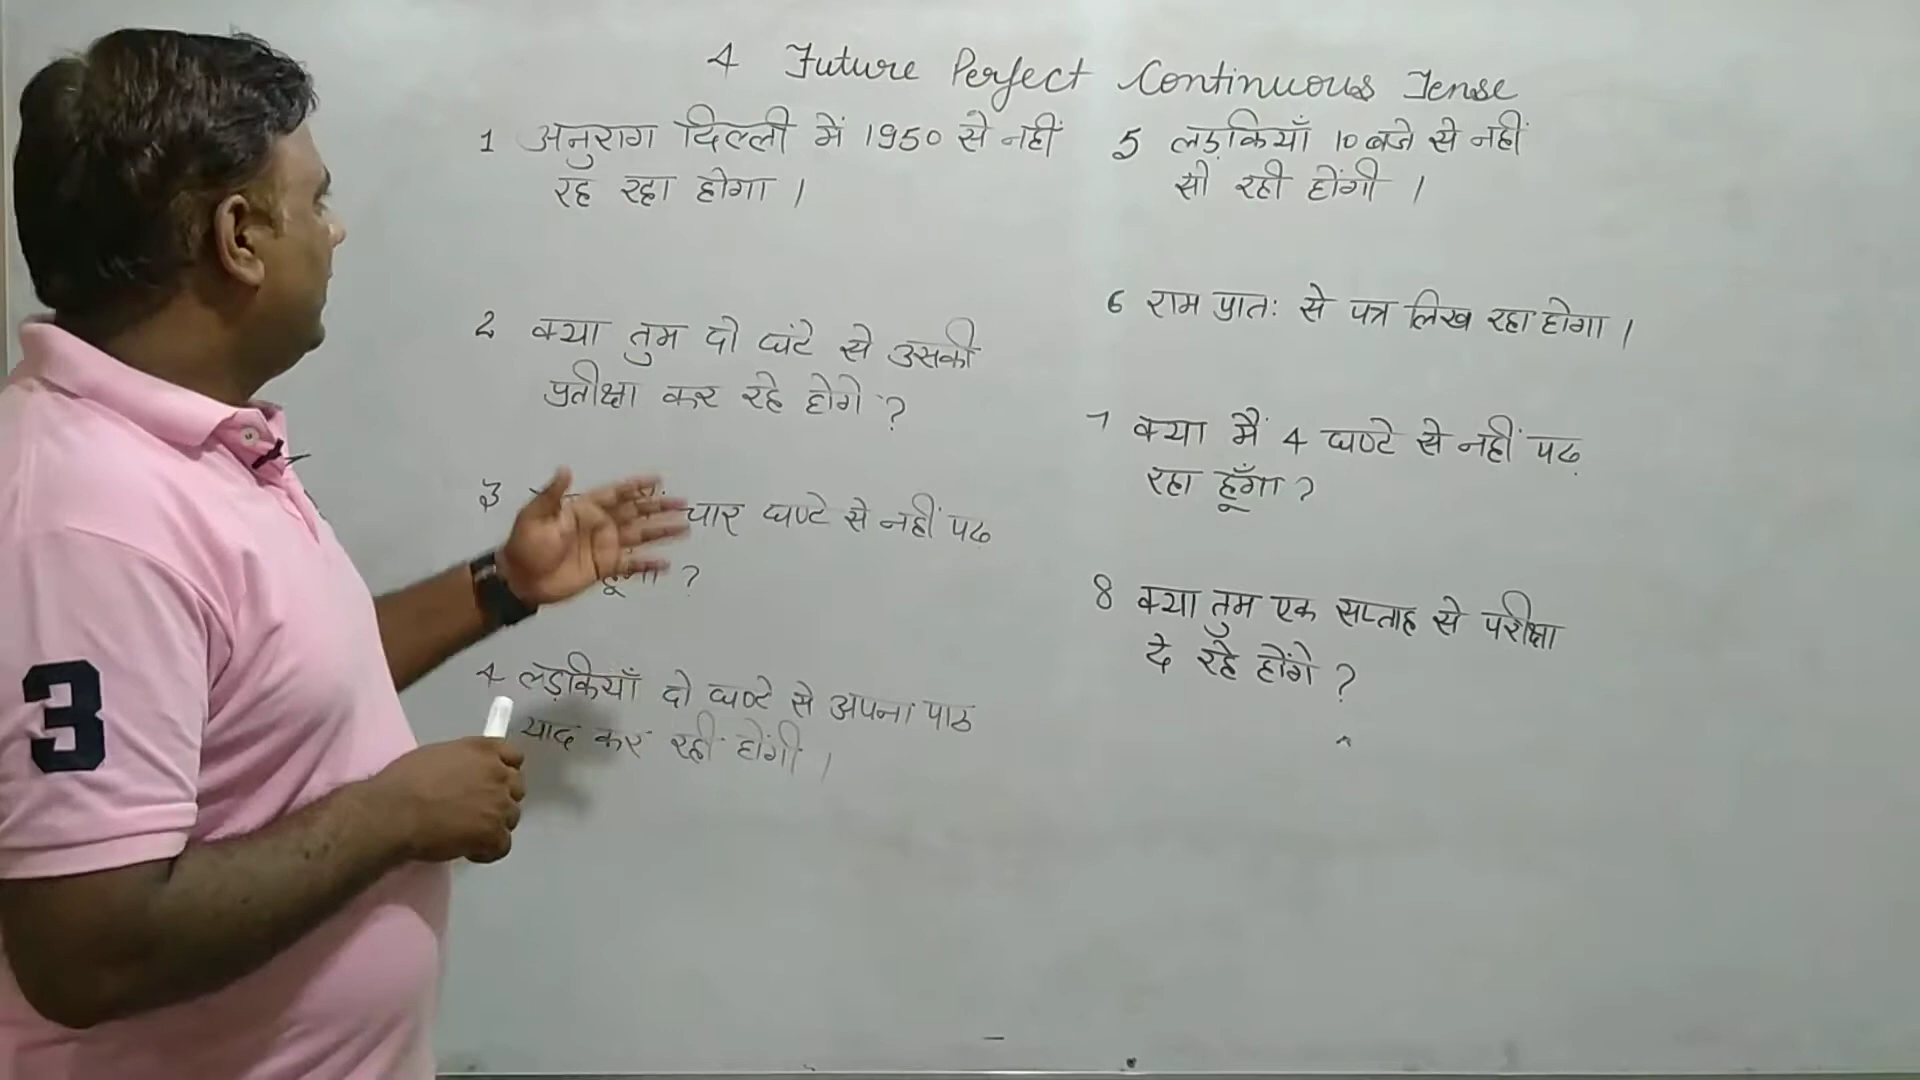 4 Future Perfect Continuous Tense
1 अनुराग दिल्ली में 1950 से नहीं
रह रहा होगा ।
2 क्या तुम दो घंटे से उसकी
प्रतीक्षा कर रहे होगे ?
3 चार घण्टे से नहीं पढ
?
4 लड़कियाँ दो घण्टे से अपना पाठ
याद कर रही होंगी ।
5 लड़कियाँ 10 बजे से नहीं
सो रही होंगी ।
6 राम प्रातः से पत्र लिख रहा होगा ।
7 क्या मैं 4 घण्टे से नहीं पढ
रहा हूँगा ?
8 क्या तुम एक सप्ताह से परीक्षा
दे रहे होंगे ?
3